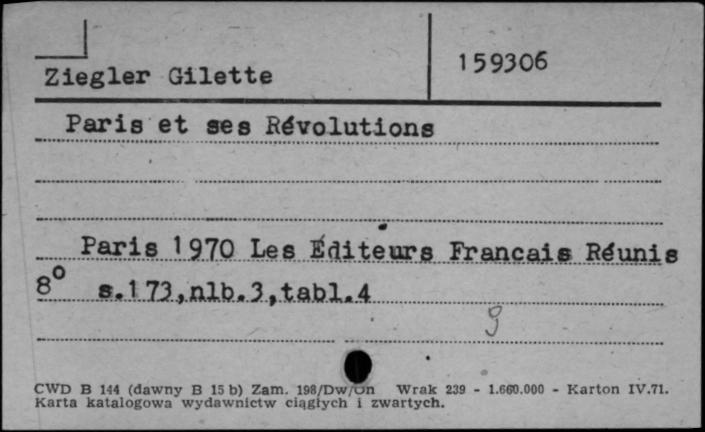 Ziegler Gilette
159306
Paris et ses Révolutions
Paris 1970 Les Éditeurs Francais Réunis
8° s.173,nlb.3,tabl.4
9
CWD B 144 (dawny B 15 b) Zam. 198/Dw/Un Wrak 239 - 1.660.000 - Karton IV.71.
Karta katalogowa wydawnictw ciągłych i zwartych.